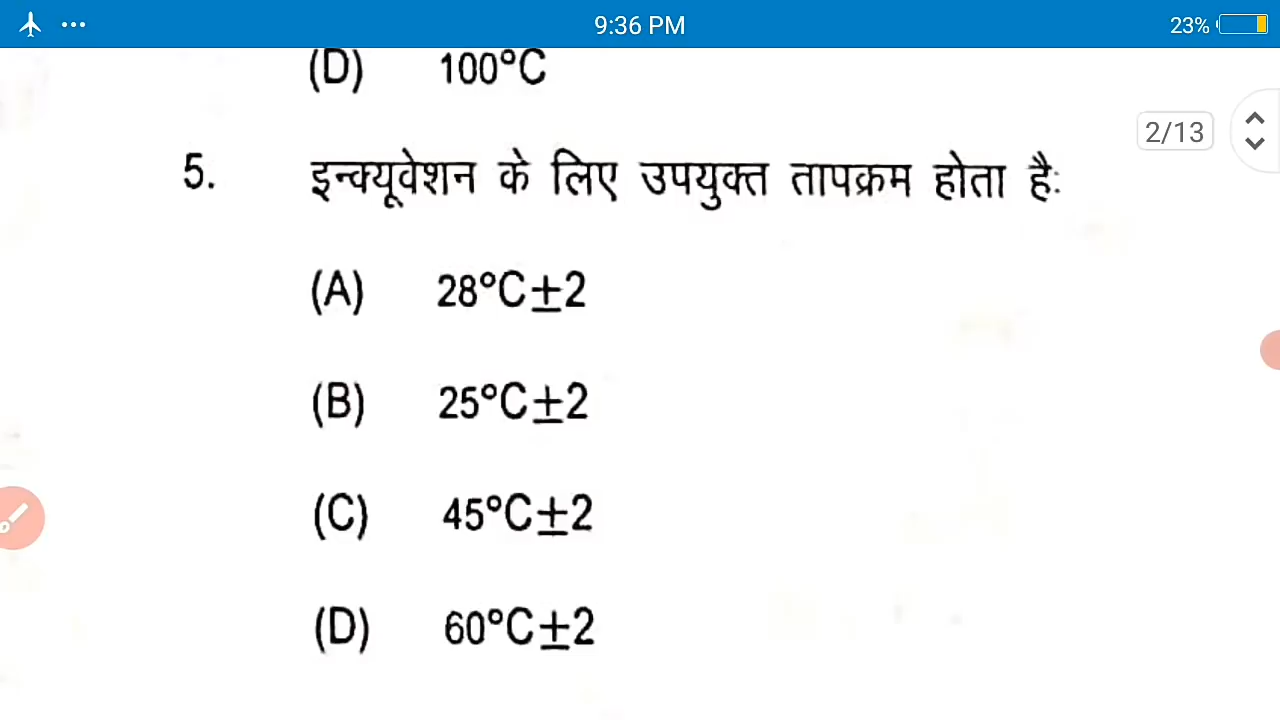 9:36 PM 23%
(D) 100°C
2/13
5. इन्क्यूवेशन के लिए उपयुक्त तापक्रम होता है:
(A) 28°C±2
(B) 25°C±2
(C) 45°C±2
(D) 60°C±2